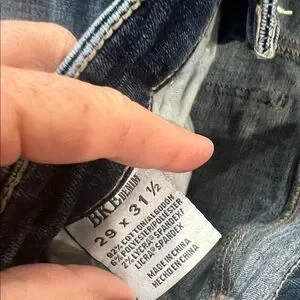 BKE DENIM
29 X 31 ½
92% COTTON/ALGODON
6% POLYESTER/POLIESTER
2% LYCRA® SPANDEX/
LICRA® SPANDEX
MADE IN CHINA
HECHO EN CHINA